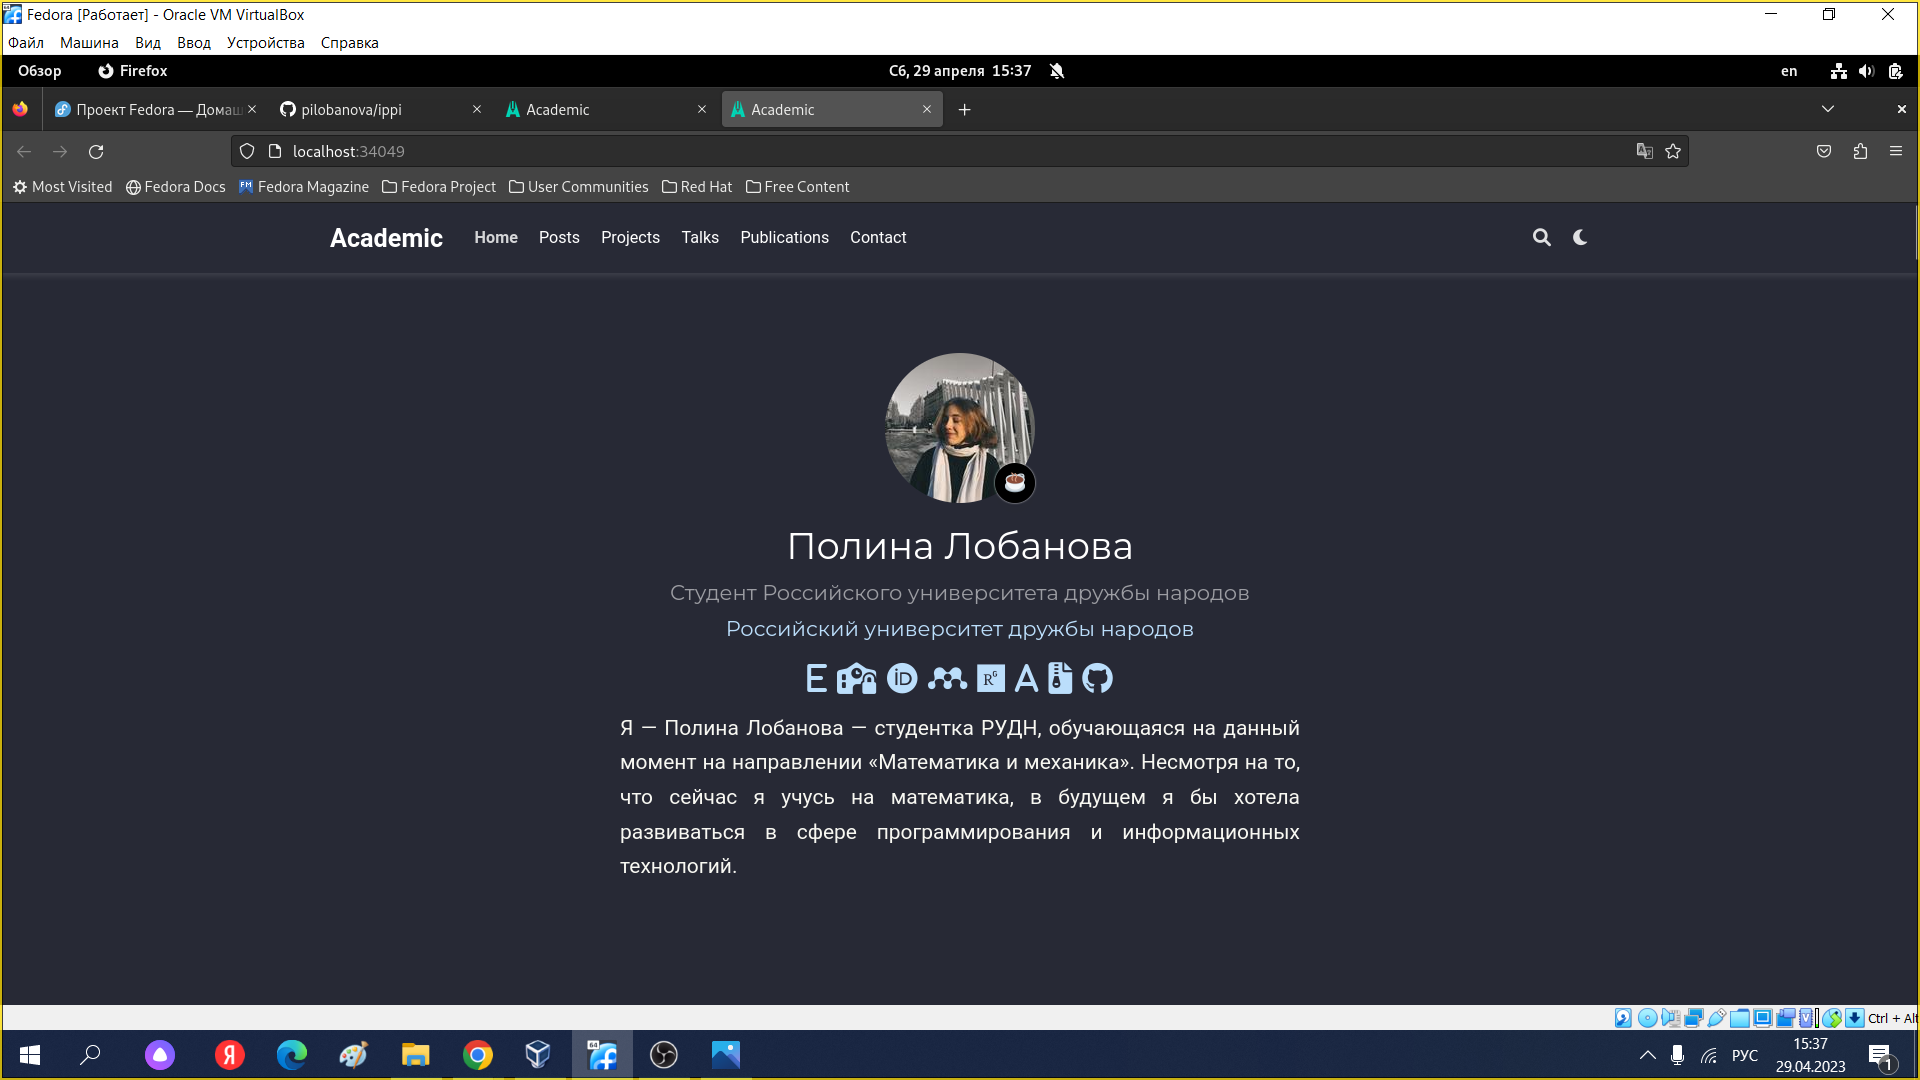 Fedora [Работает] - Oracle VM VirtualBox
Файл Машина Вид Ввод Устройства Справка
Обзор Firefox Сб, 29 апреля 15:37 en
Проект Fedora — Домаш pilobanova/ippi Academic Academic
localhost:34049
Most Visited Fedora Docs Fedora Magazine Fedora Project User Communities Red Hat Free Content
Academic Home Posts Projects Talks Publications Contact
Полина Лобанова
Студент Российского университета дружбы народов
Российский университет дружбы народов
Я — Полина Лобанова — студентка РУДН, обучающаяся на данный
момент на направлении «Математика и механика». Несмотря на то,
что сейчас я учусь на математика, в будущем я бы хотела
развиваться в сфере программирования и информационных
технологий.
Ctrl + Alt
РУС 15:37
29.04.2023 1